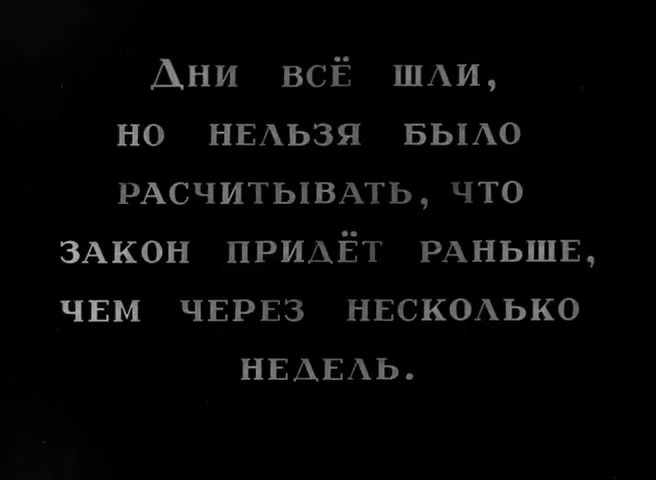 Дни всё шли,
но нельзя было
расчитывать, что
закон придёт раньше,
чем через несколько
недель.